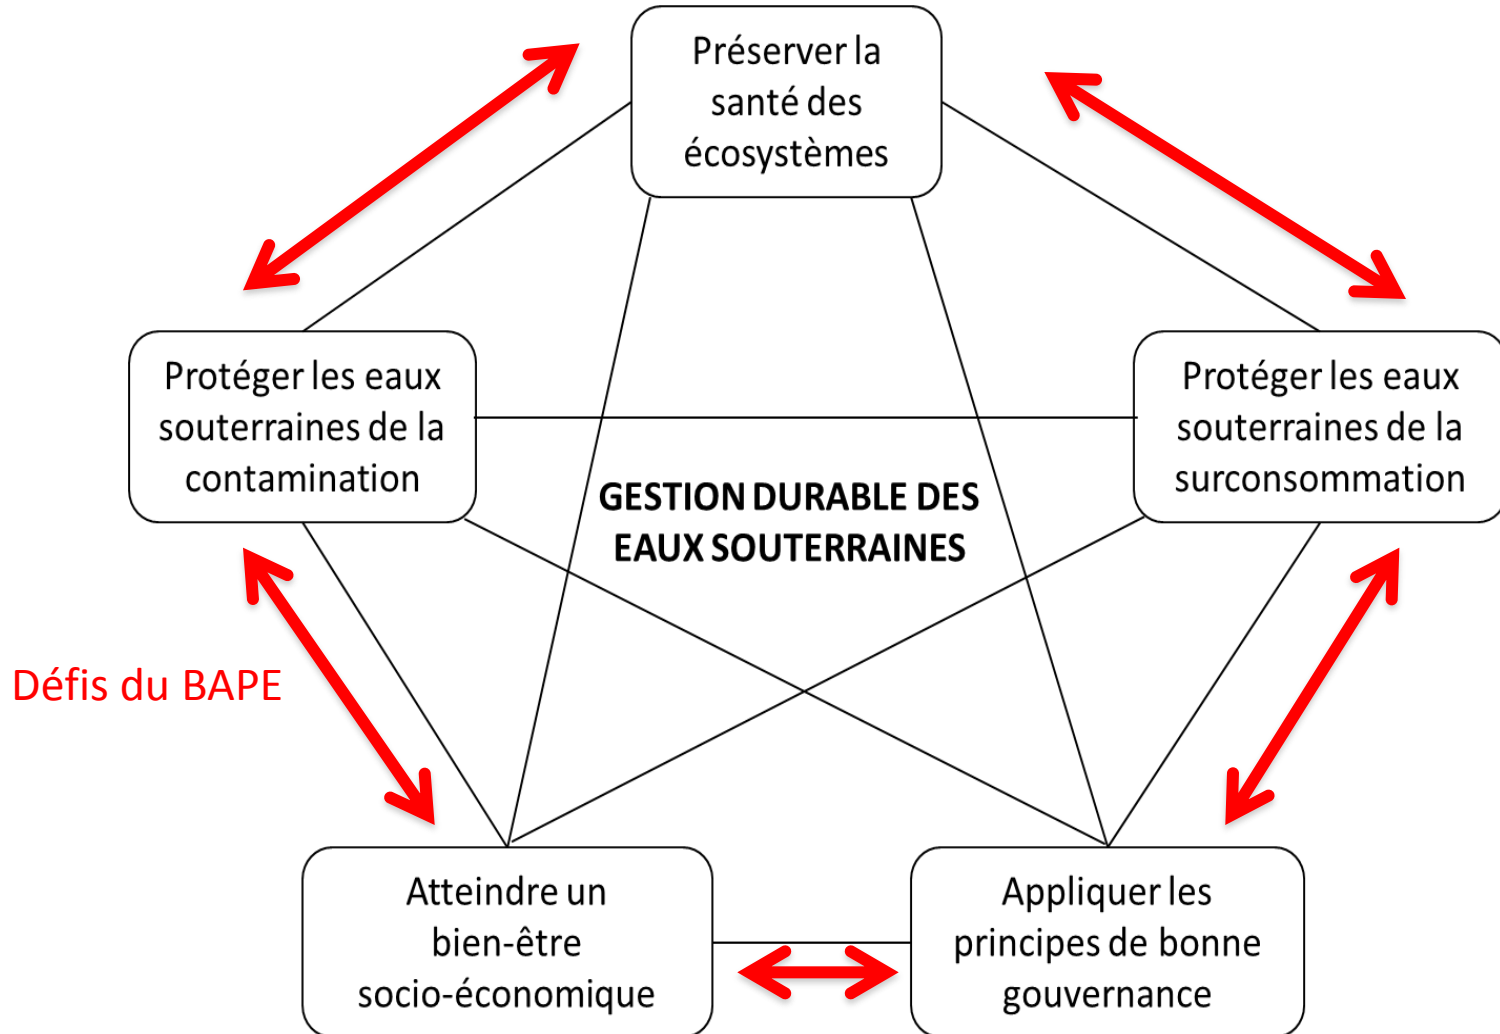 Préserver la
santé des
écosystèmes
Protéger les eaux
souterraines de la
contamination
Protéger les eaux
souterraines de la
surconsommation
GESTION DURABLE DES
EAUX SOUTERRAINES
Défis du BAPE
Atteindre un
bien-être
socio-économique
Appliquer les
principes de bonne
gouvernance